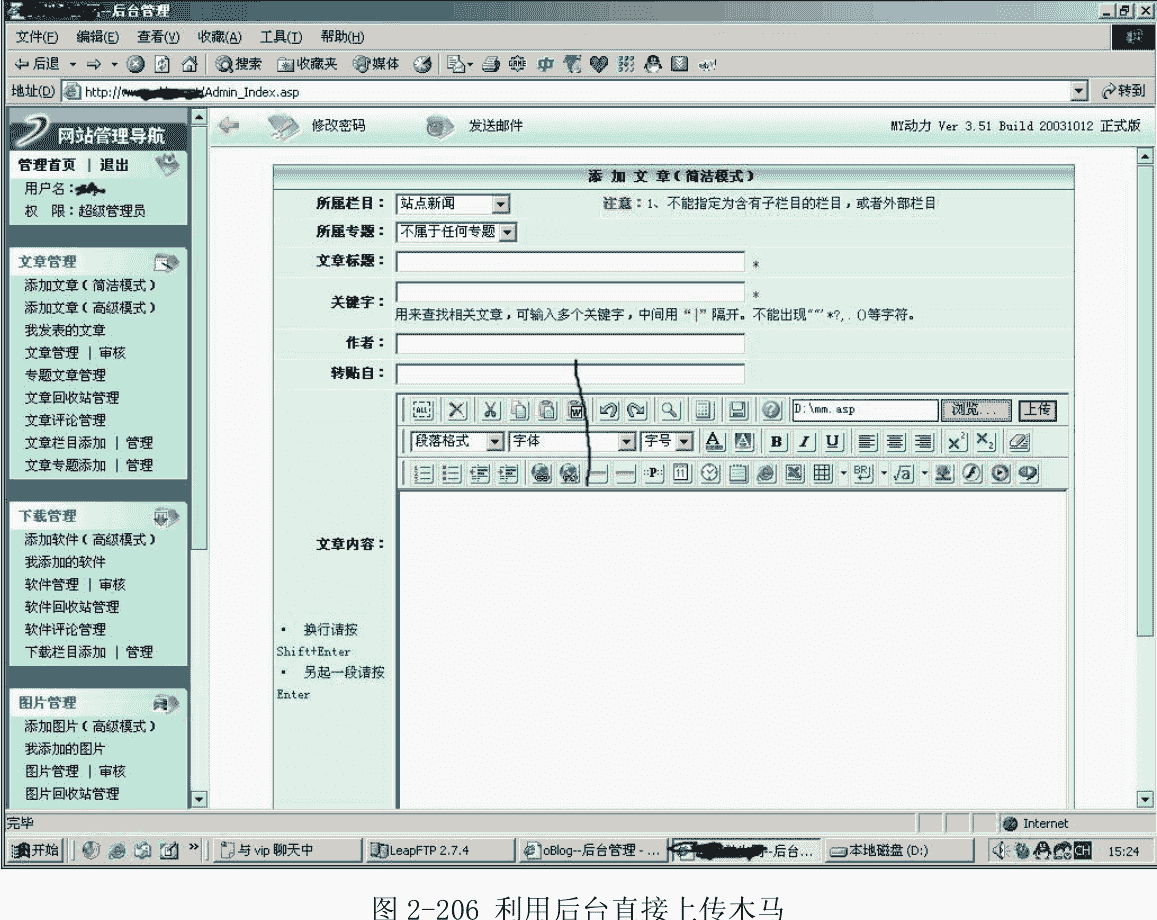 --后台管理
文件(F) 编辑(E) 查看(V) 收藏(A) 工具(T) 帮助(H)
后退 搜索 收藏夹 媒体
地址(D) http:// /Admin_Index.asp 转到
网站管理导航
管理首页 | 退出
用户名:
权 限:超级管理员
文章管理
添加文章(简洁模式)
添加文章(高级模式)
我发表的文章
文章管理 | 审核
专题文章管理
文章回收站管理
文章评论管理
文章栏目添加 | 管理
文章专题添加 | 管理
下载管理
添加软件(高级模式)
我添加的软件
软件管理 | 审核
软件回收站管理
软件评论管理
下载栏目添加 | 管理
图片管理
添加图片(高级模式)
我添加的图片
图片管理 | 审核
图片回收站管理
修改密码 发送邮件 MY动力 Ver 3.51 Build 20031012 正式版
添 加 文 章(简洁模式)
所属栏目: 站点新闻 注意:1、不能指定为含有子栏目的栏目,或者外部栏目
所属专题: 不属于任何专题
文章标题: *
关键字: *
用来查找相关文章,可输入多个关键字,中间用“|”隔开。不能出现"'*?,. ()等字符。
作者:
转贴自:
D:\mm.asp 浏览... 上传
段落格式 字体 字号
文章内容:
• 换行请按
Shift+Enter
• 另起一段请按
Enter
完毕 Internet
开始 与 vip 聊天中 LeapFTP 2.7.4 oBlog--后台管理 - ... -后台... 本地磁盘 (D:) CH 15:24
图 2-206 利用后台直接上传木马